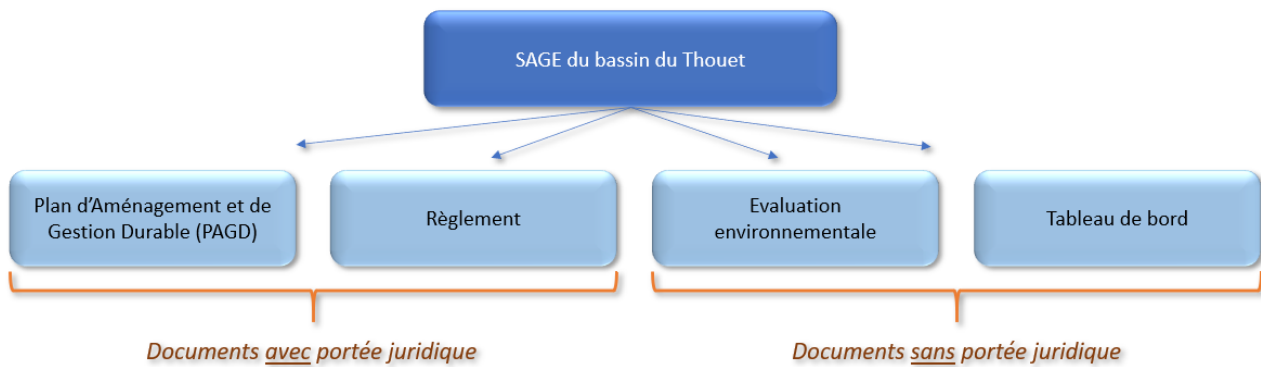 SAGE du bassin du Thouet
Plan d’Aménagement et de
Gestion Durable (PAGD)
Règlement
Evaluation
environnementale
Tableau de bord
Documents avec portée juridique
Documents sans portée juridique